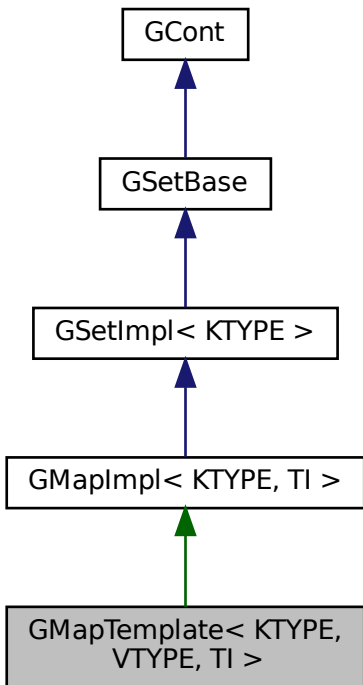 GCont
GSetBase
GSetImpl< KTYPE >
GMapImpl< KTYPE, TI >
GMapTemplate< KTYPE,
VTYPE, TI >